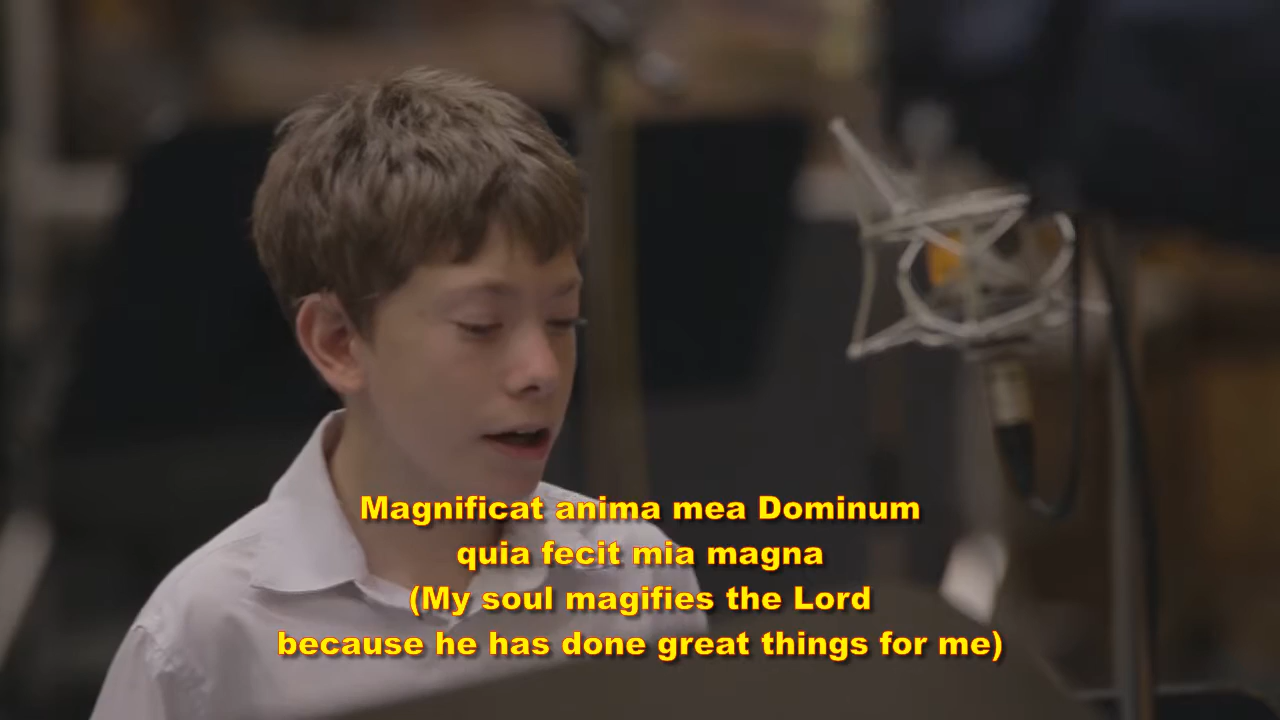 Magnificat anima mea Dominum
quia fecit mia magna
(My soul magifies the Lord
because he has done great things for me)